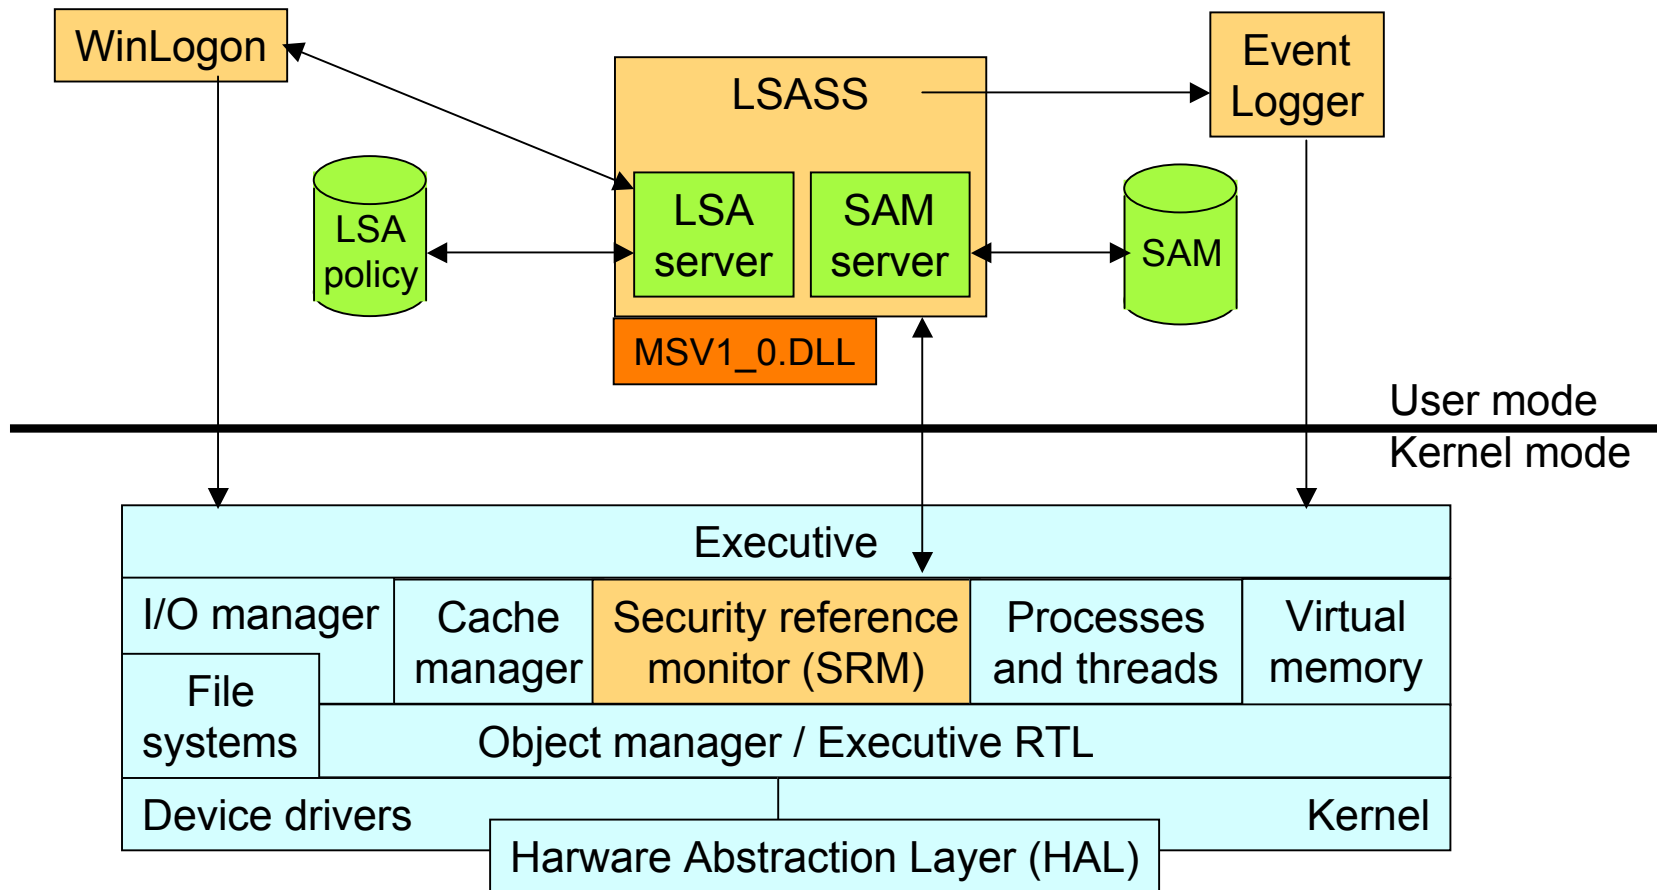 WinLogon
LSASS
Event
Logger
LSA
policy
LSA
server
SAM
server
SAM
MSV1_0.DLL
User mode
Kernel mode
Executive
I/O manager
Cache
manager
Security reference
monitor (SRM)
Processes
and threads
Virtual
memory
File
systems
Object manager / Executive RTL
Device drivers
Kernel
Harware Abstraction Layer (HAL)